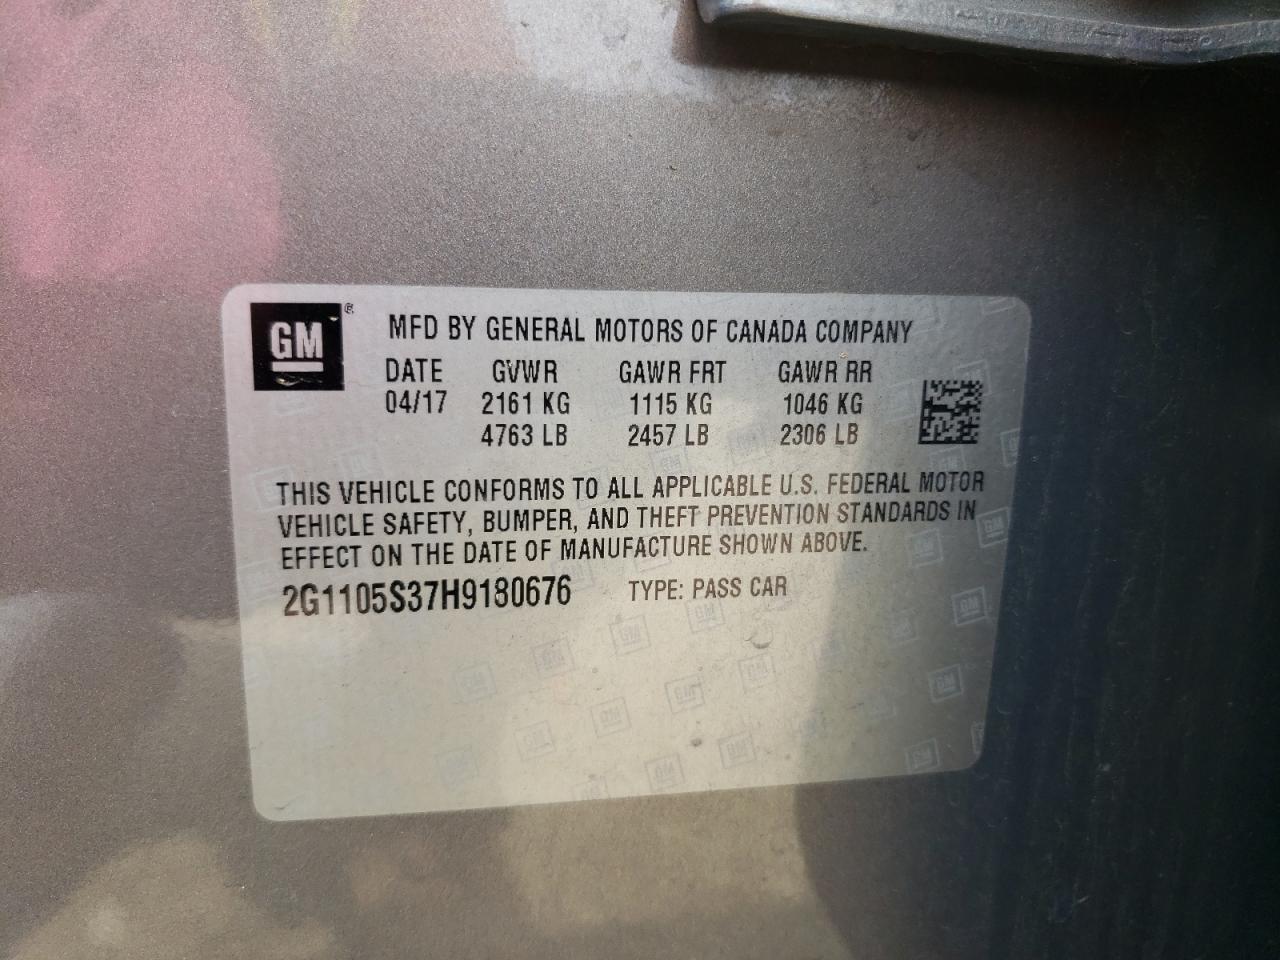 GM ® MFD BY GENERAL MOTORS OF CANADA COMPANY
DATE GVWR GAWR FRT GAWR RR
04/17 2161 KG 1115 KG 1046 KG
4763 LB 2457 LB 2306 LB
THIS VEHICLE CONFORMS TO ALL APPLICABLE U.S. FEDERAL MOTOR
VEHICLE SAFETY, BUMPER, AND THEFT PREVENTION STANDARDS IN
EFFECT ON THE DATE OF MANUFACTURE SHOWN ABOVE.
2G1105S37H9180676 TYPE: PASS CAR